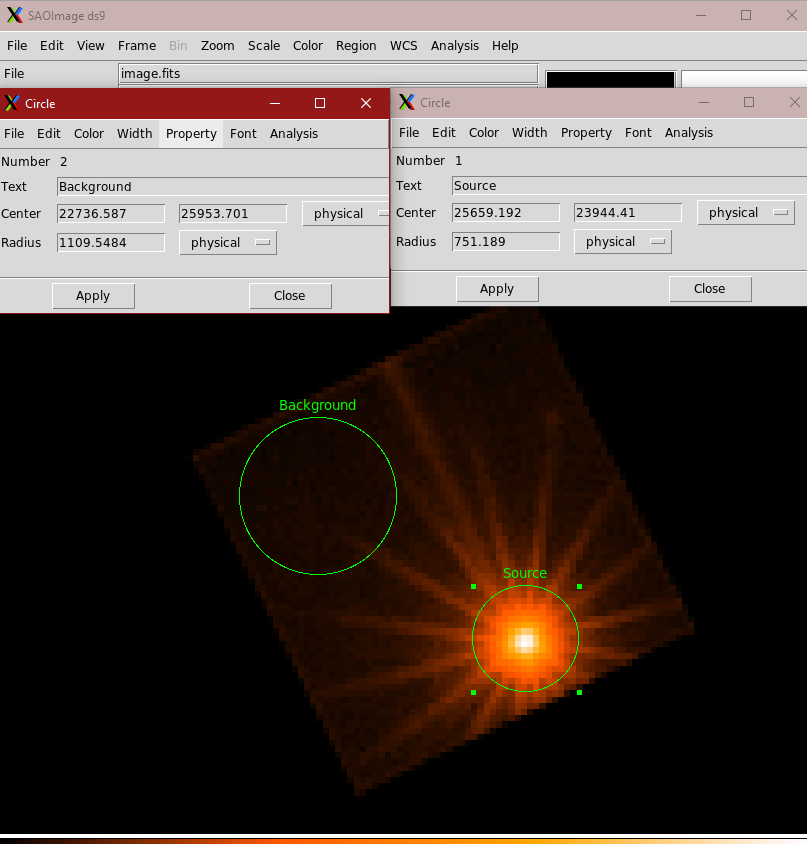 SAOImage ds9
File Edit View Frame Bin Zoom Scale Color Region WCS Analysis Help
File image.fits
Circle
File Edit Color Width Property Font Analysis
Number 2
Text Background
Center 22736.587 25953.701 physical
Radius 1109.5484 physical
Apply Close
Circle
File Edit Color Width Property Font Analysis
Number 1
Text Source
Center 25659.192 23944.41 physical
Radius 751.189 physical
Apply Close
Background
Source